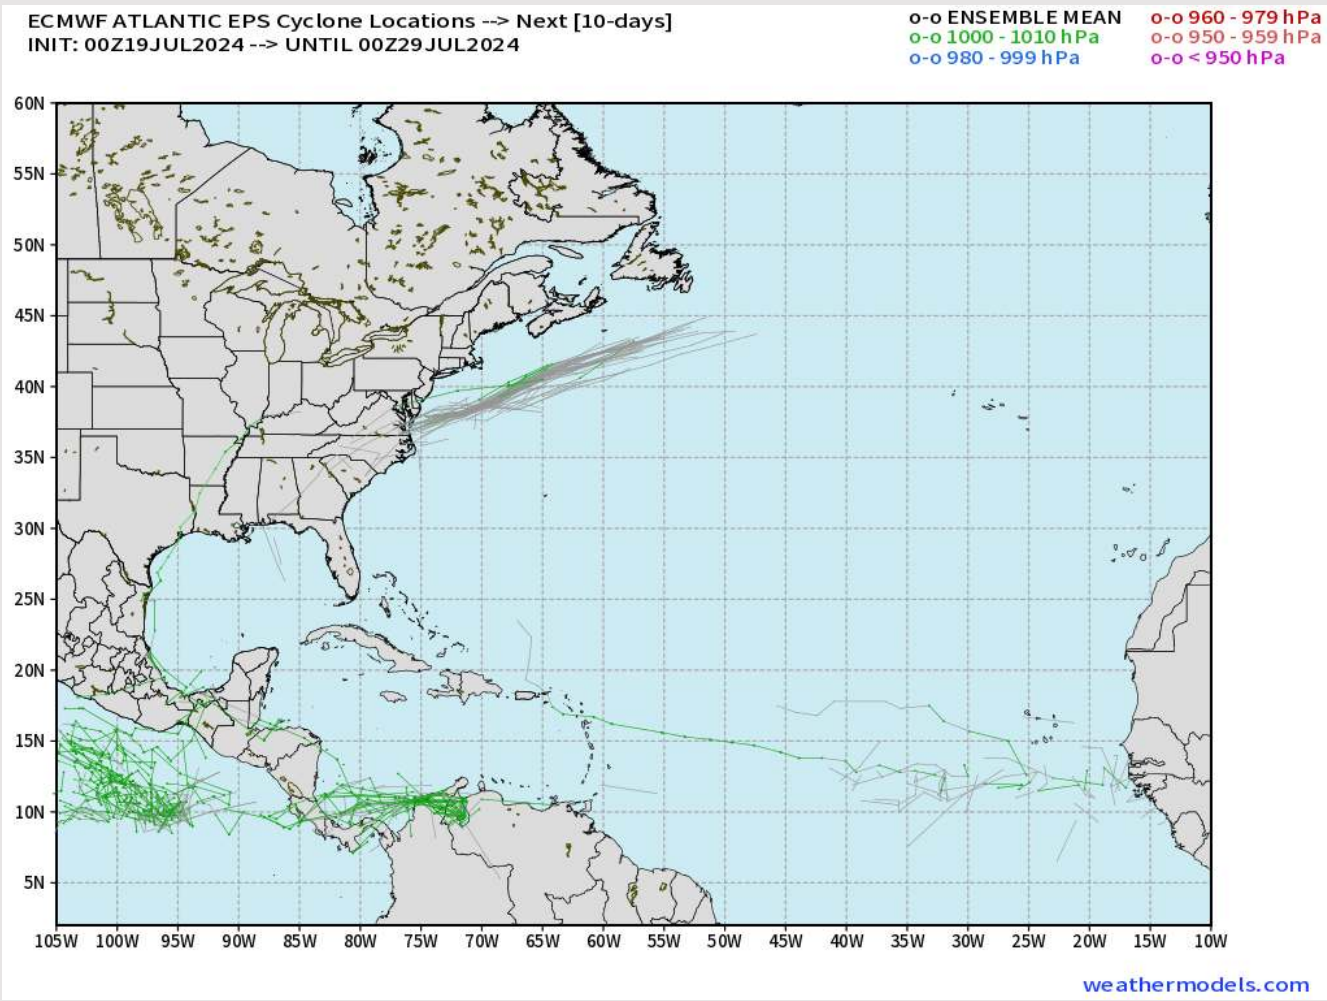 ECMWF ATLANTIC EPS Cyclone Locations --> Next [10-days]
INIT: 00Z19JUL2024 --> UNTIL 00Z29JUL2024
o-o ENSEMBLE MEAN
o-o 1000 - 1010 hPa
o-o 980 - 999 hPa
o-o 960 - 979 hPa
o-o 950 - 959 hPa
o-o < 950 hPa
60N
55N
50N
45N
40N
35N
30N
25N
20N
15N
10N
5N
105W 100W 95W 90W 85W 80W 75W 70W 65W 60W 55W 50W 45W 40W 35W 30W 25W 20W 15W 10W
weathermodels.com